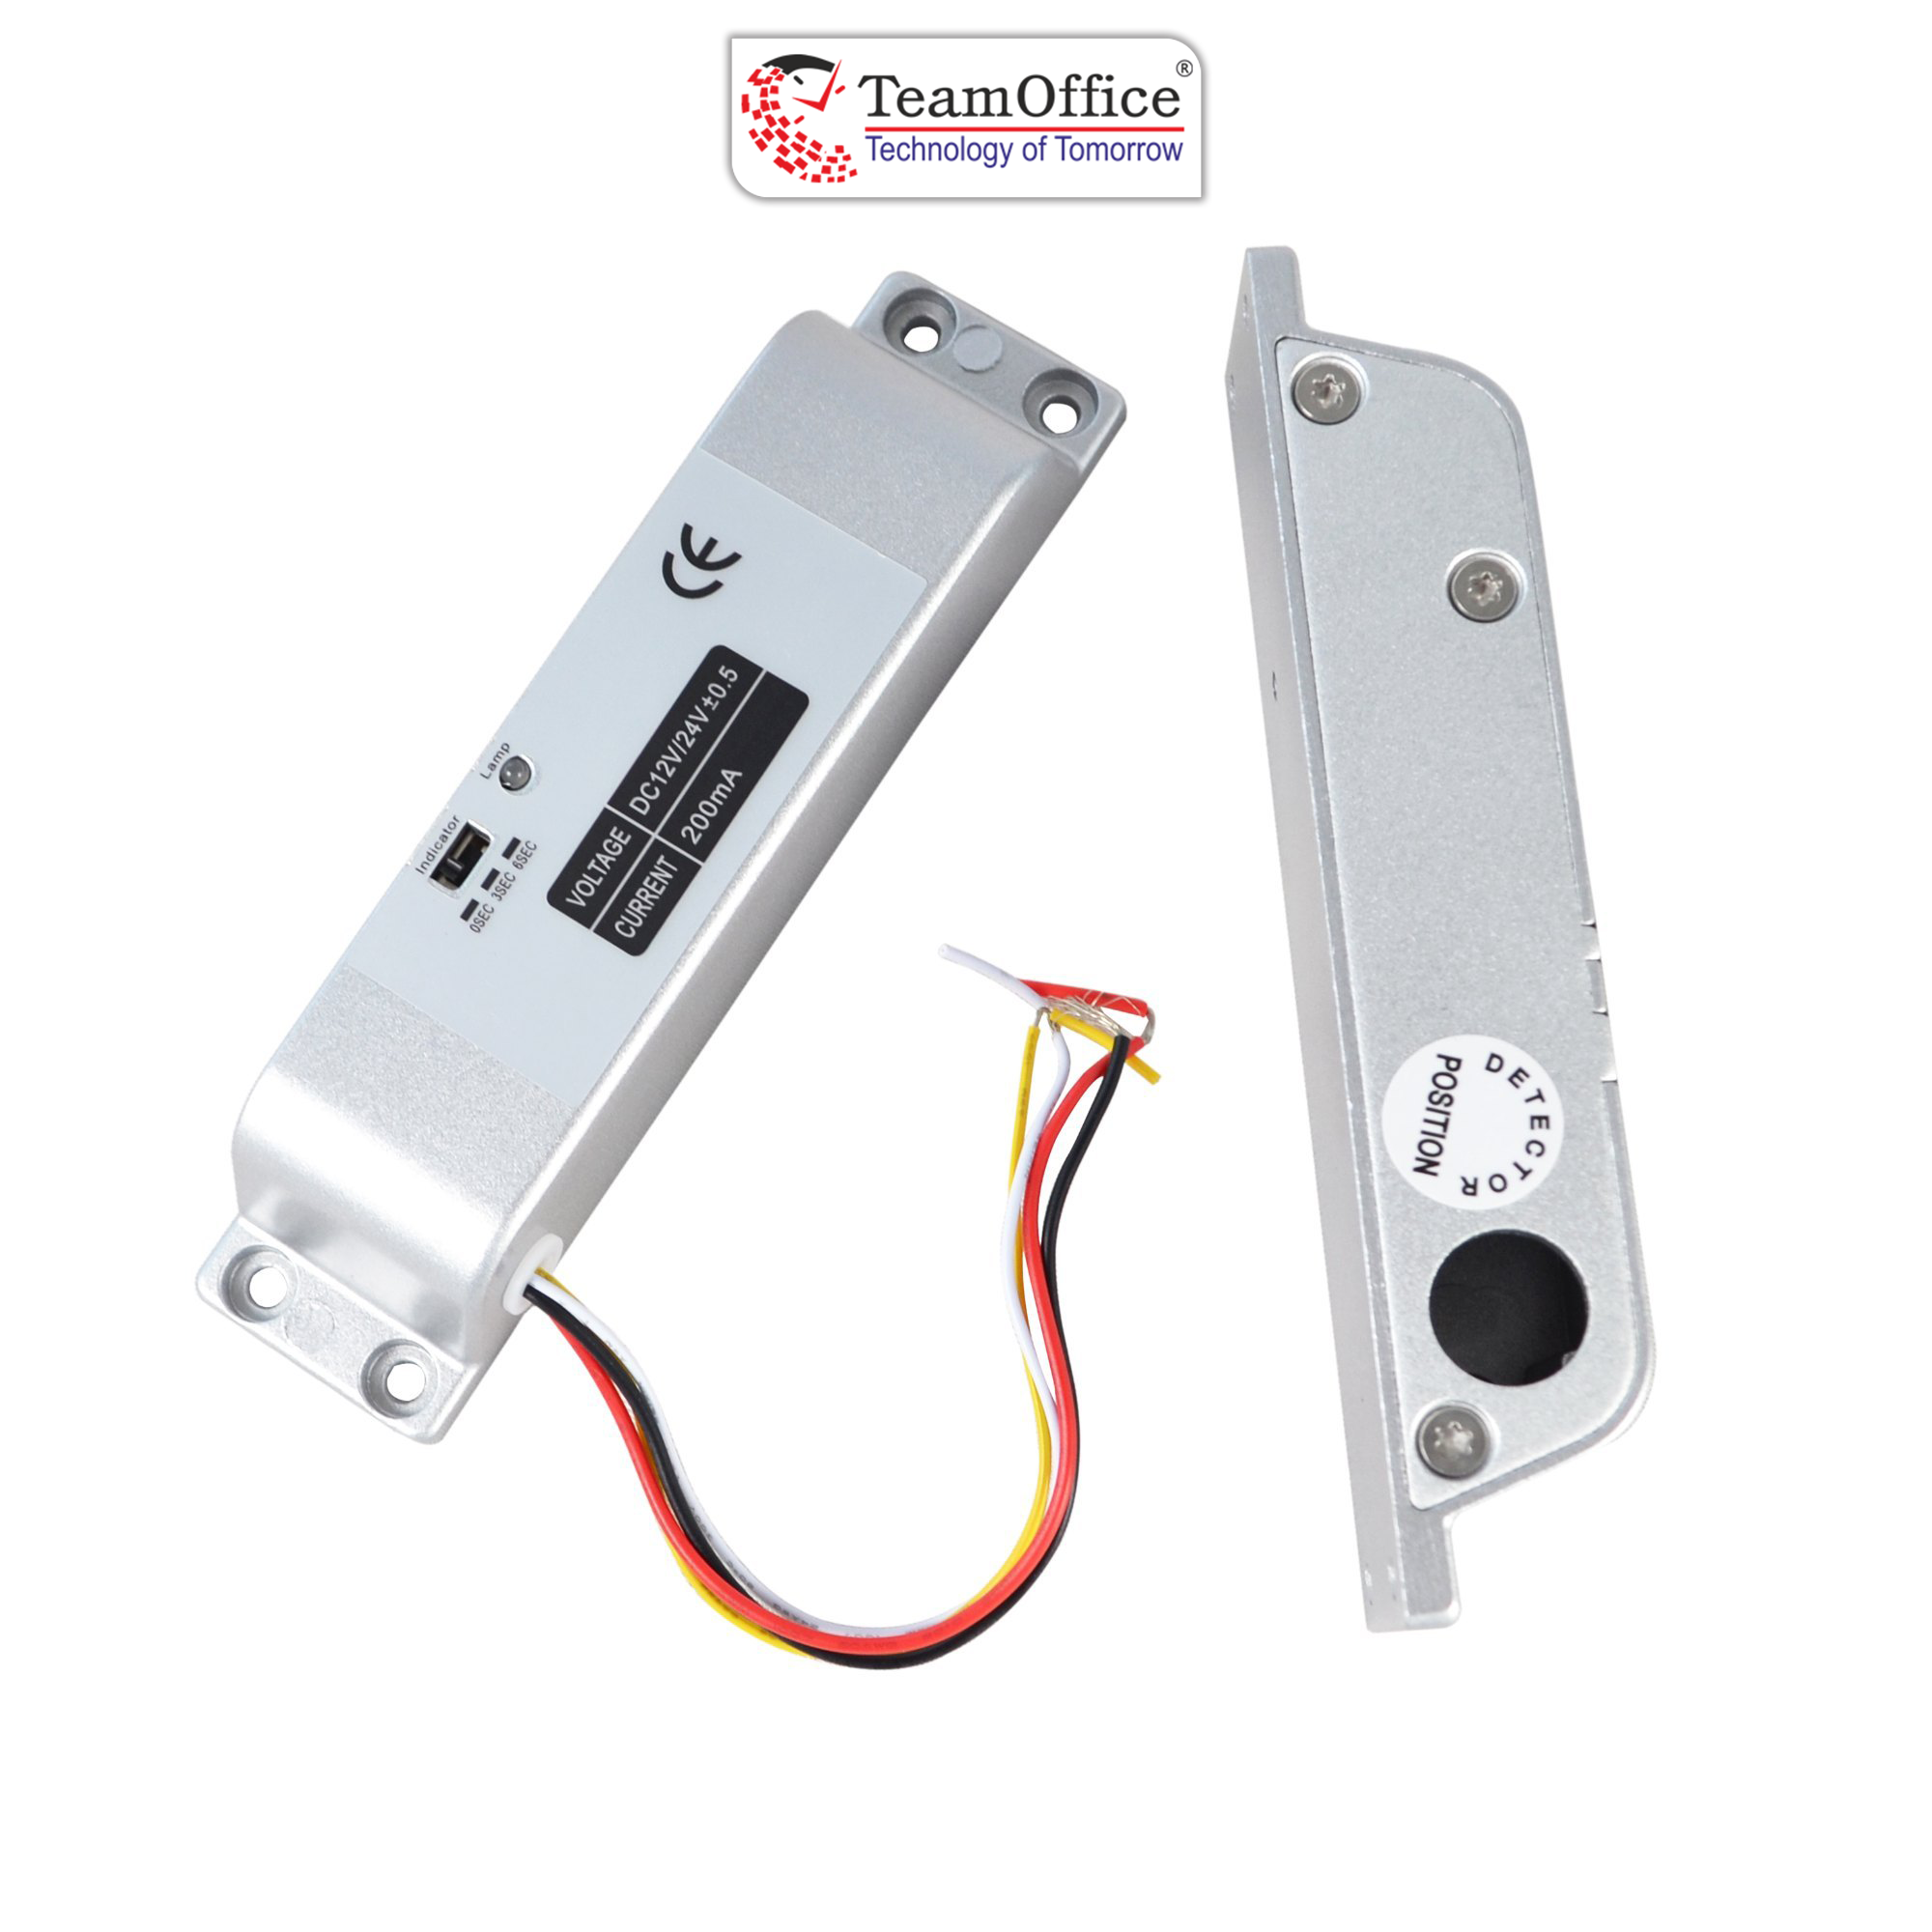 TeamOffice®
Technology of Tomorrow
CE
VOLTAGE DC12V/24V±0.5
CURRENT 200mA
Lamp
Indicator
0SEC 3SEC 6SEC
DETECTOR
POSITION